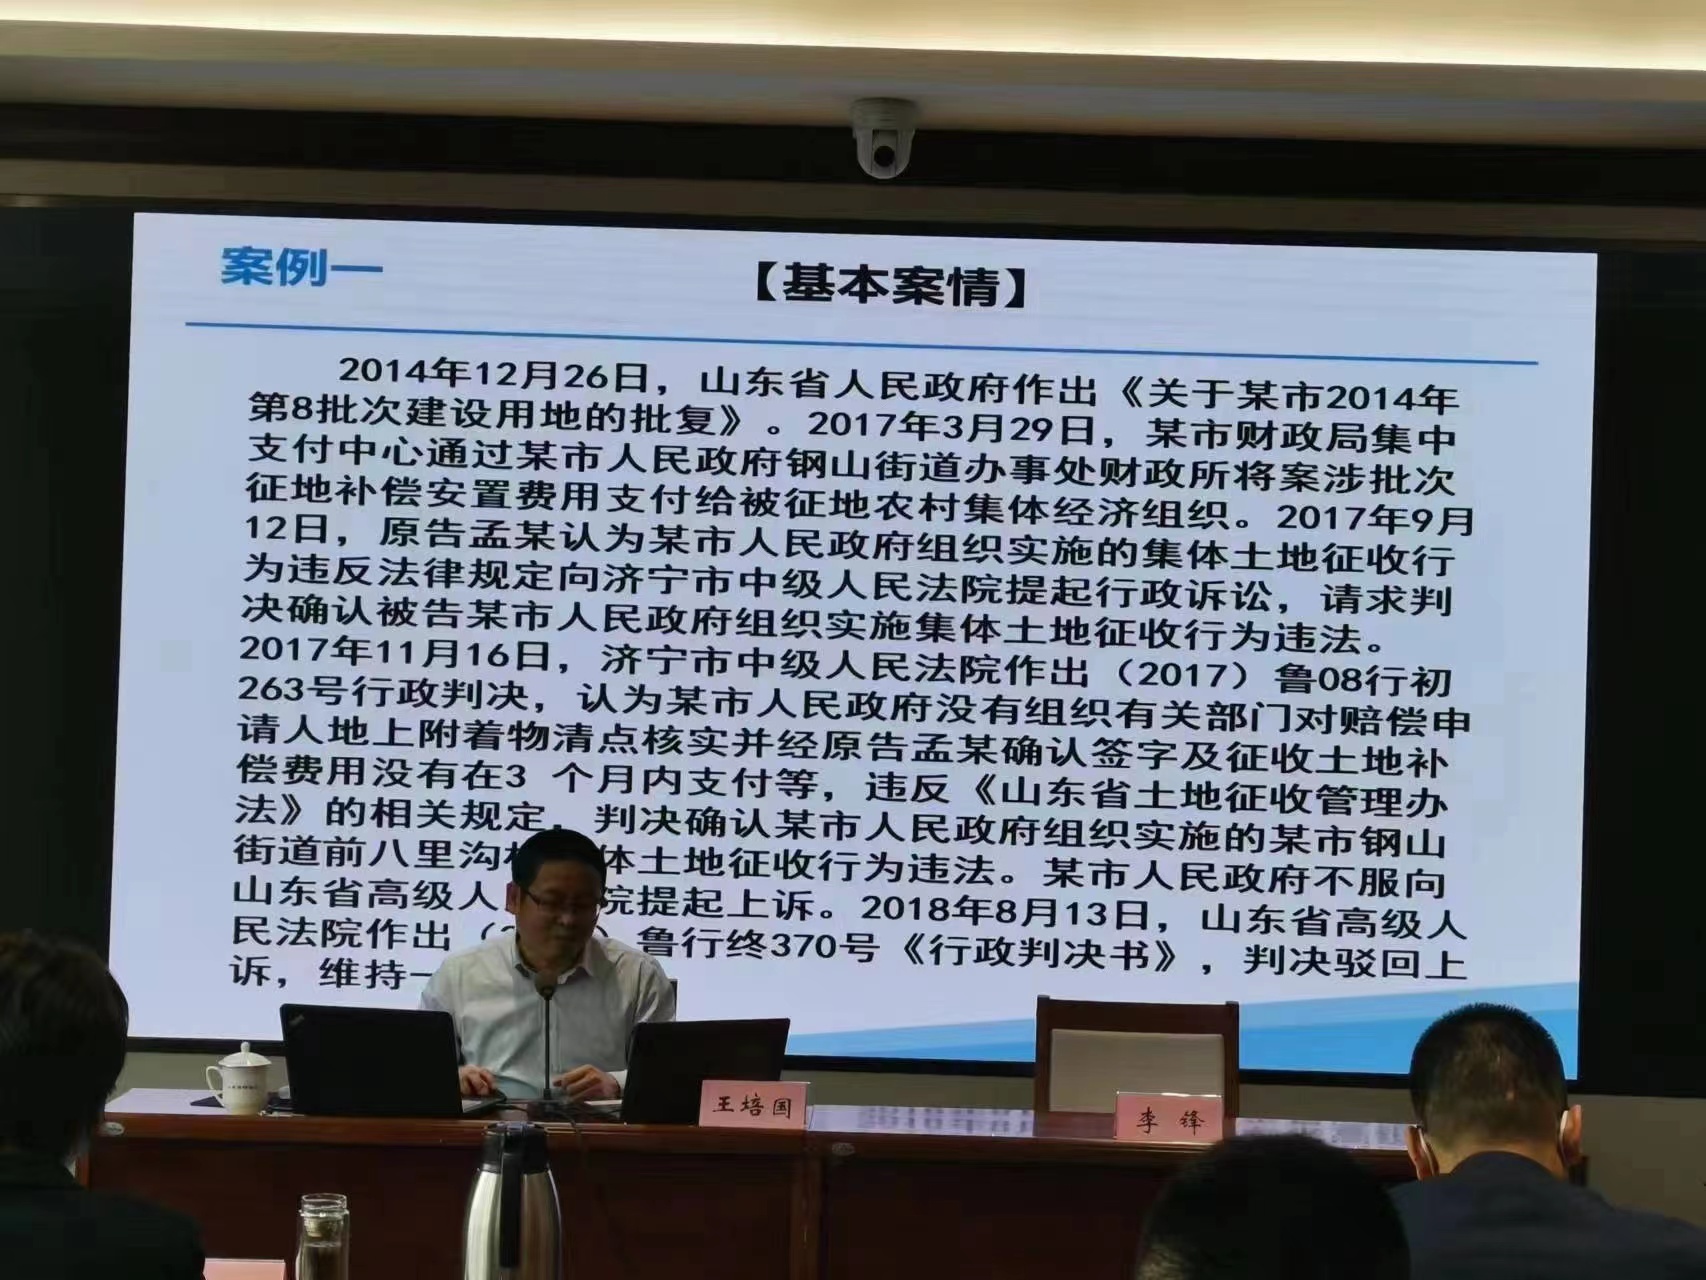 案例一
【基本案情】
2014年12月26日，山东省人民政府作出《关于某市2014年
第8批次建设用地的批复》。2017年3月29日，某市财政局集中
支付中心通过某市人民政府钢山街道办事处财政所将案涉批次
征地补偿安置费用支付给被征地农村集体经济组织。2017年9月
12日，原告孟某认为某市人民政府组织实施的集体土地征收行
为违反法律规定向济宁市中级人民法院提起行政诉讼，请求判
决确认被告某市人民政府组织实施集体土地征收行为违法。
2017年11月16日，济宁市中级人民法院作出（2017）鲁08行初
263号行政判决，认为某市人民政府没有组织有关部门对赔偿申
请人地上附着物清点核实并经原告孟某确认签字及征收土地补
偿费用没有在3 个月内支付等，违反《山东省土地征收管理办
法》的相关规定，判决确认某市人民政府组织实施的某市钢山
街道前八里沟 体土地征收行为违法。某市人民政府不服向
山东省高级人 院提起上诉。2018年8月13日，山东省高级人
民法院作出（ ）鲁行终370号《行政判决书》，判决驳回上
诉，维持一
王培国
李锋